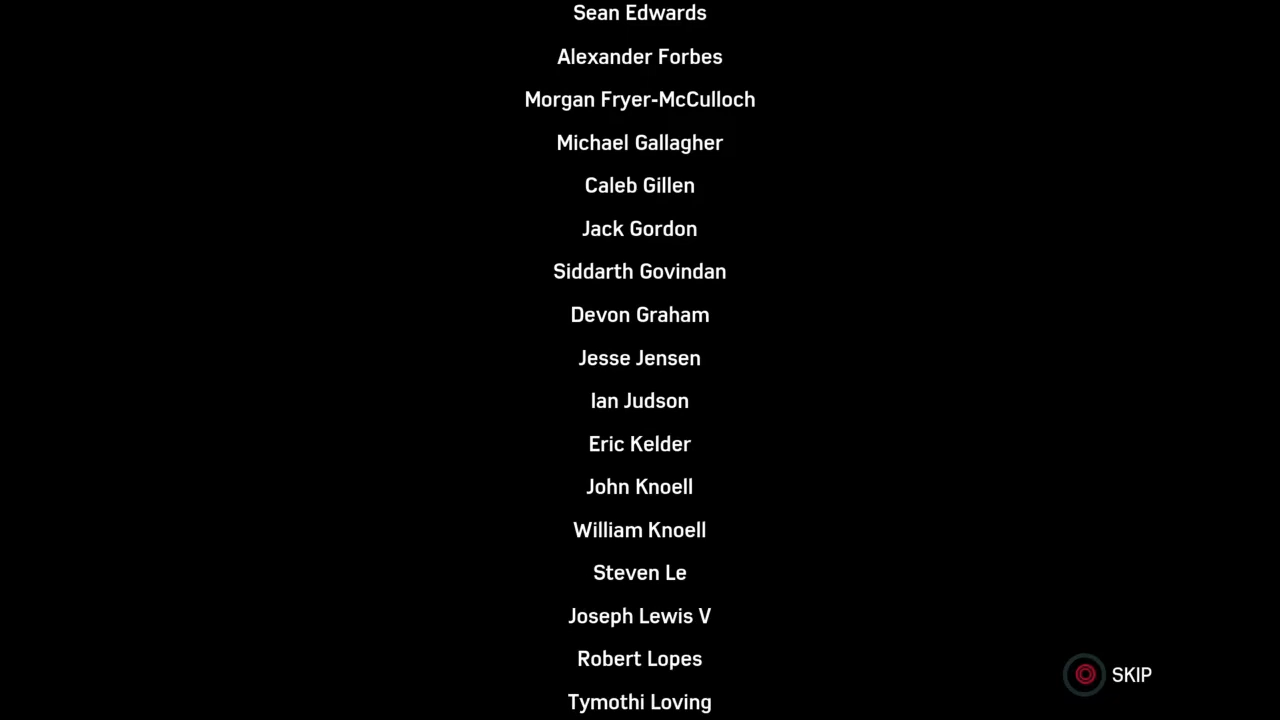 Sean Edwards
Alexander Forbes
Morgan Fryer-McCulloch
Michael Gallagher
Caleb Gillen
Jack Gordon
Siddarth Govindan
Devon Graham
Jesse Jensen
Ian Judson
Eric Kelder
John Knoell
William Knoell
Steven Le
Joseph Lewis V
Robert Lopes
Tymothi Loving
SKIP